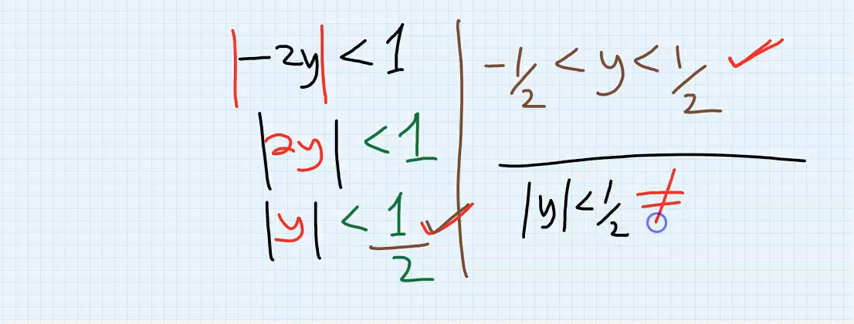 |-2y| < 1
|2y| < 1
|y| < 1/2 ✓
-1/2 < y < 1/2 ✓
|y| < 1/2 ≠